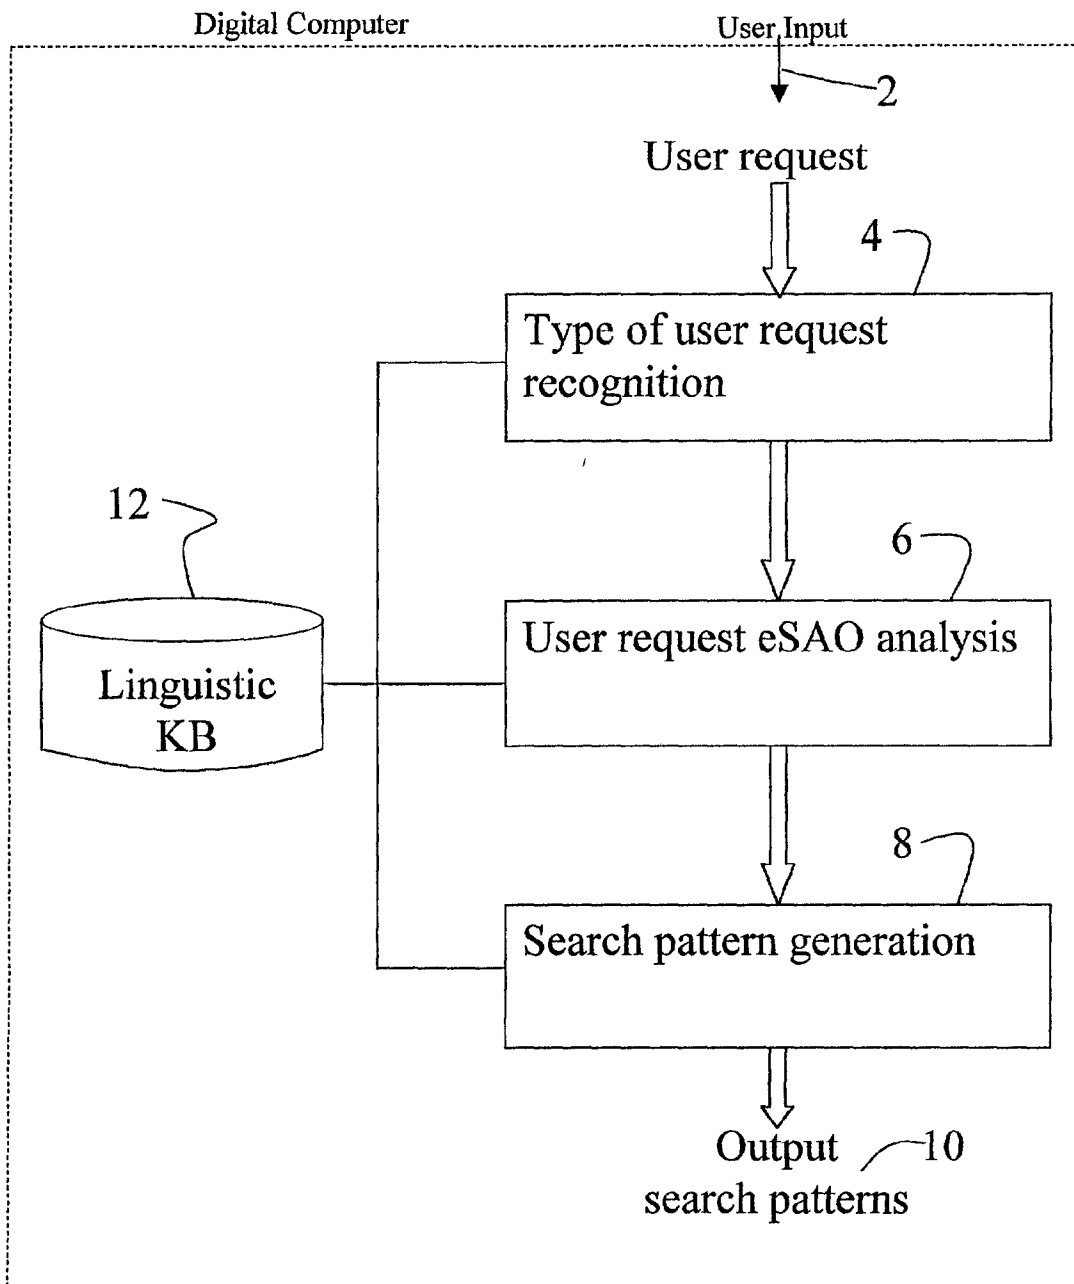 Digital Computer
User Input
2
User request
4
Type of user request
recognition
12
6
User request eSAO analysis
Linguistic
KB
8
Search pattern generation
Output
10
search patterns